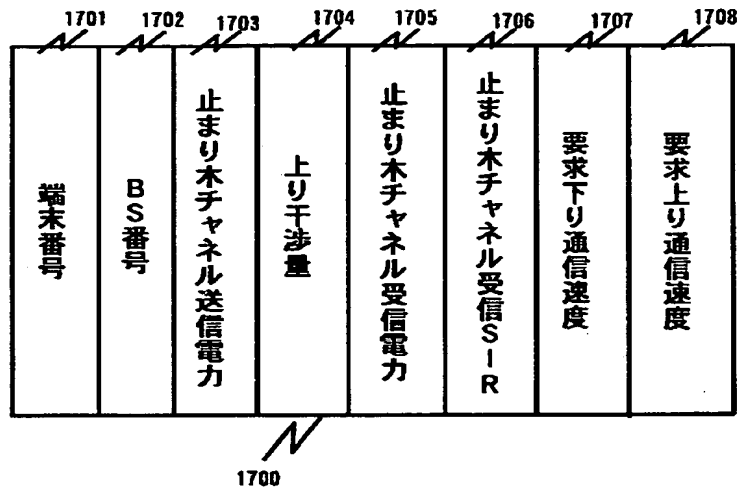 1701 1702 1703 1704 1705 1706 1707 1708
端末番号
BS番号
止まり木チャネル送信電力
上り干渉量
止まり木チャネル受信電力
止まり木チャネル受信SIR
要求下り通信速度
要求上り通信速度
1700